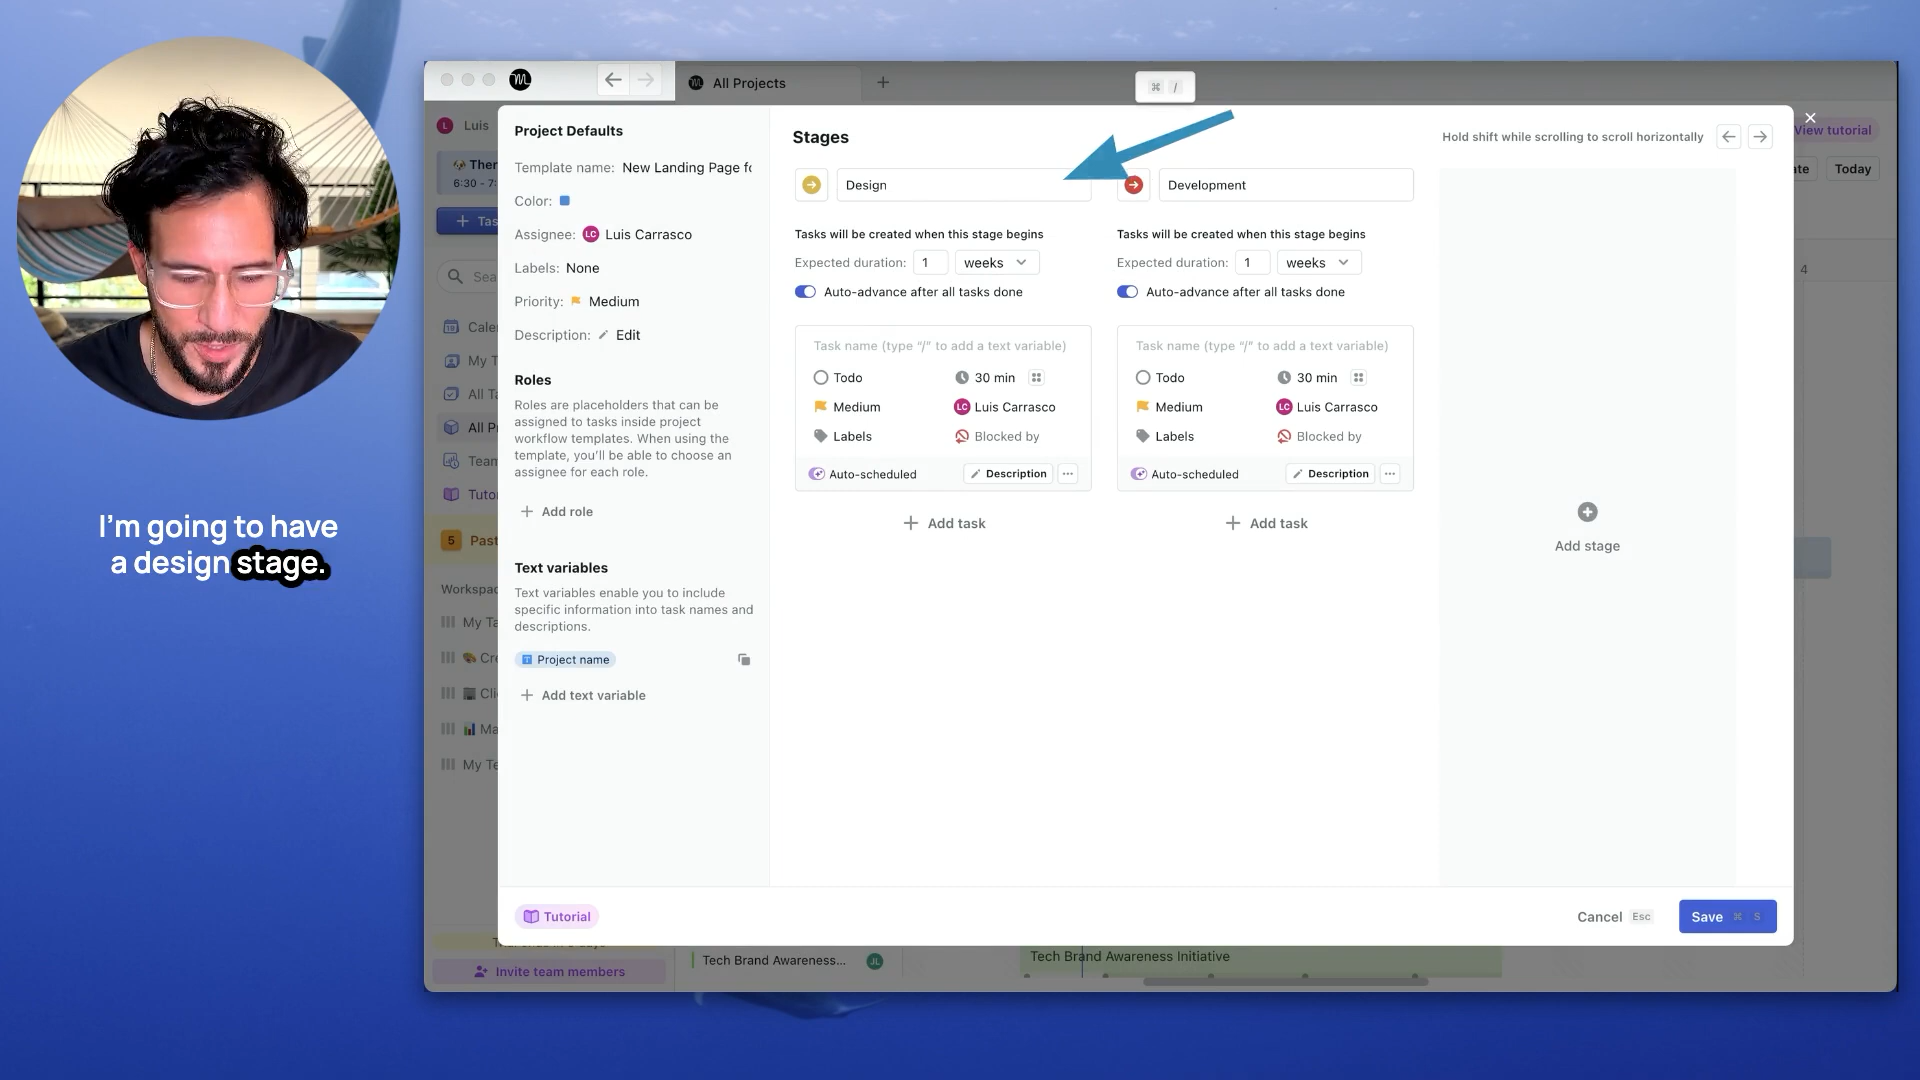 All Projects
⌘ /
Luis
Ther
6:30 - 7:
+ Tas
Sea
Cale
My T
All Ta
All P
Team
Tuto
5 Past
Workspac
My Ta
Cre
Clie
Ma
My Te
Invite team members
View tutorial
ate
Today
4
I'm going to have
a design stage.
Project Defaults
Template name: New Landing Page fo
Color:
Assignee: LC Luis Carrasco
Labels: None
Priority: Medium
Description: Edit
Roles
Roles are placeholders that can be
assigned to tasks inside project
workflow templates. When using the
template, you'll be able to choose an
assignee for each role.
+ Add role
Text variables
Text variables enable you to include
specific information into task names and
descriptions.
Project name
+ Add text variable
Tutorial
Stages
Hold shift while scrolling to scroll horizontally
Design
Tasks will be created when this stage begins
Expected duration: 1 weeks
Auto-advance after all tasks done
Task name (type "/" to add a text variable)
Todo 30 min
Medium LC Luis Carrasco
Labels Blocked by
Auto-scheduled Description ...
+ Add task
Development
Tasks will be created when this stage begins
Expected duration: 1 weeks
Auto-advance after all tasks done
Task name (type "/" to add a text variable)
Todo 30 min
Medium LC Luis Carrasco
Labels Blocked by
Auto-scheduled Description ...
+ Add task
Add stage
Cancel Esc
Save ⌘ S
Tech Brand Awareness... JL
Tech Brand Awareness Initiative